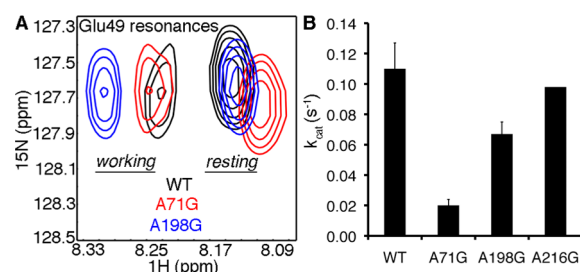 A
Glu49 resonances
127.3
127.5
127.7
127.9
128.1
128.3
128.5
15N (ppm)
working
resting
WT
A71G
A198G
8.33
8.25
8.17
8.09
1H (ppm)
B
0.14
0.12
0.10
0.08
0.06
0.04
0.02
0.00
kcat (s-1)
WT
A71G
A198G
A216G